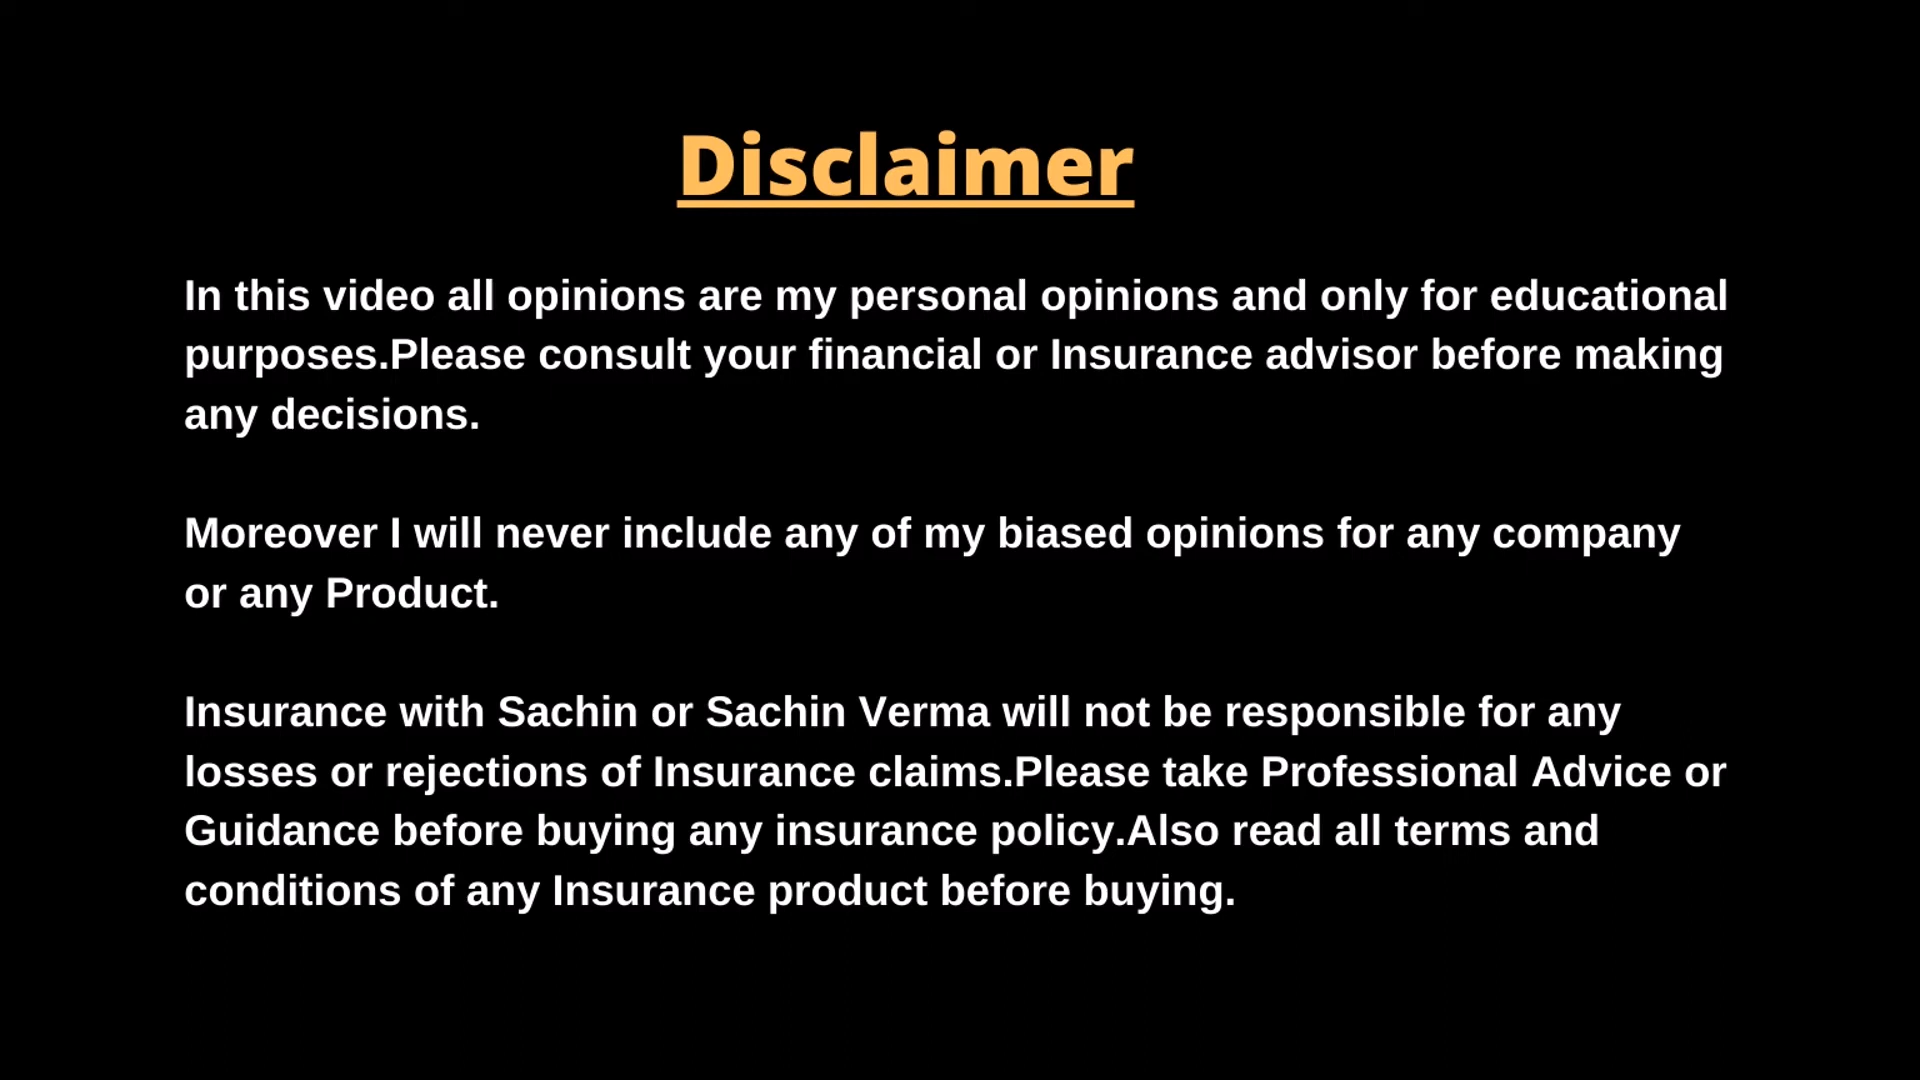 Disclaimer
In this video all opinions are my personal opinions and only for educational
purposes.Please consult your financial or Insurance advisor before making
any decisions.
Moreover I will never include any of my biased opinions for any company
or any Product.
Insurance with Sachin or Sachin Verma will not be responsible for any
losses or rejections of Insurance claims.Please take Professional Advice or
Guidance before buying any insurance policy.Also read all terms and
conditions of any Insurance product before buying.